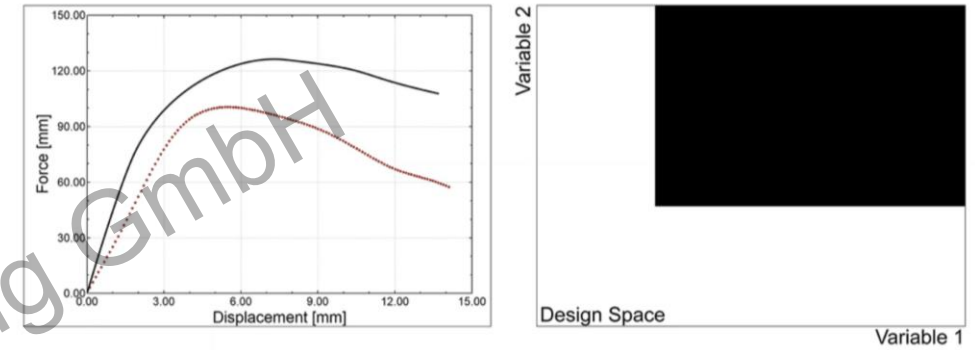 150.00
120.00
90.00
60.00
30.00
0.00
0.00 3.00 6.00 9.00 12.00 15.00
Force [mm]
Displacement [mm]
g GmbH
Variable 2
Design Space
Variable 1